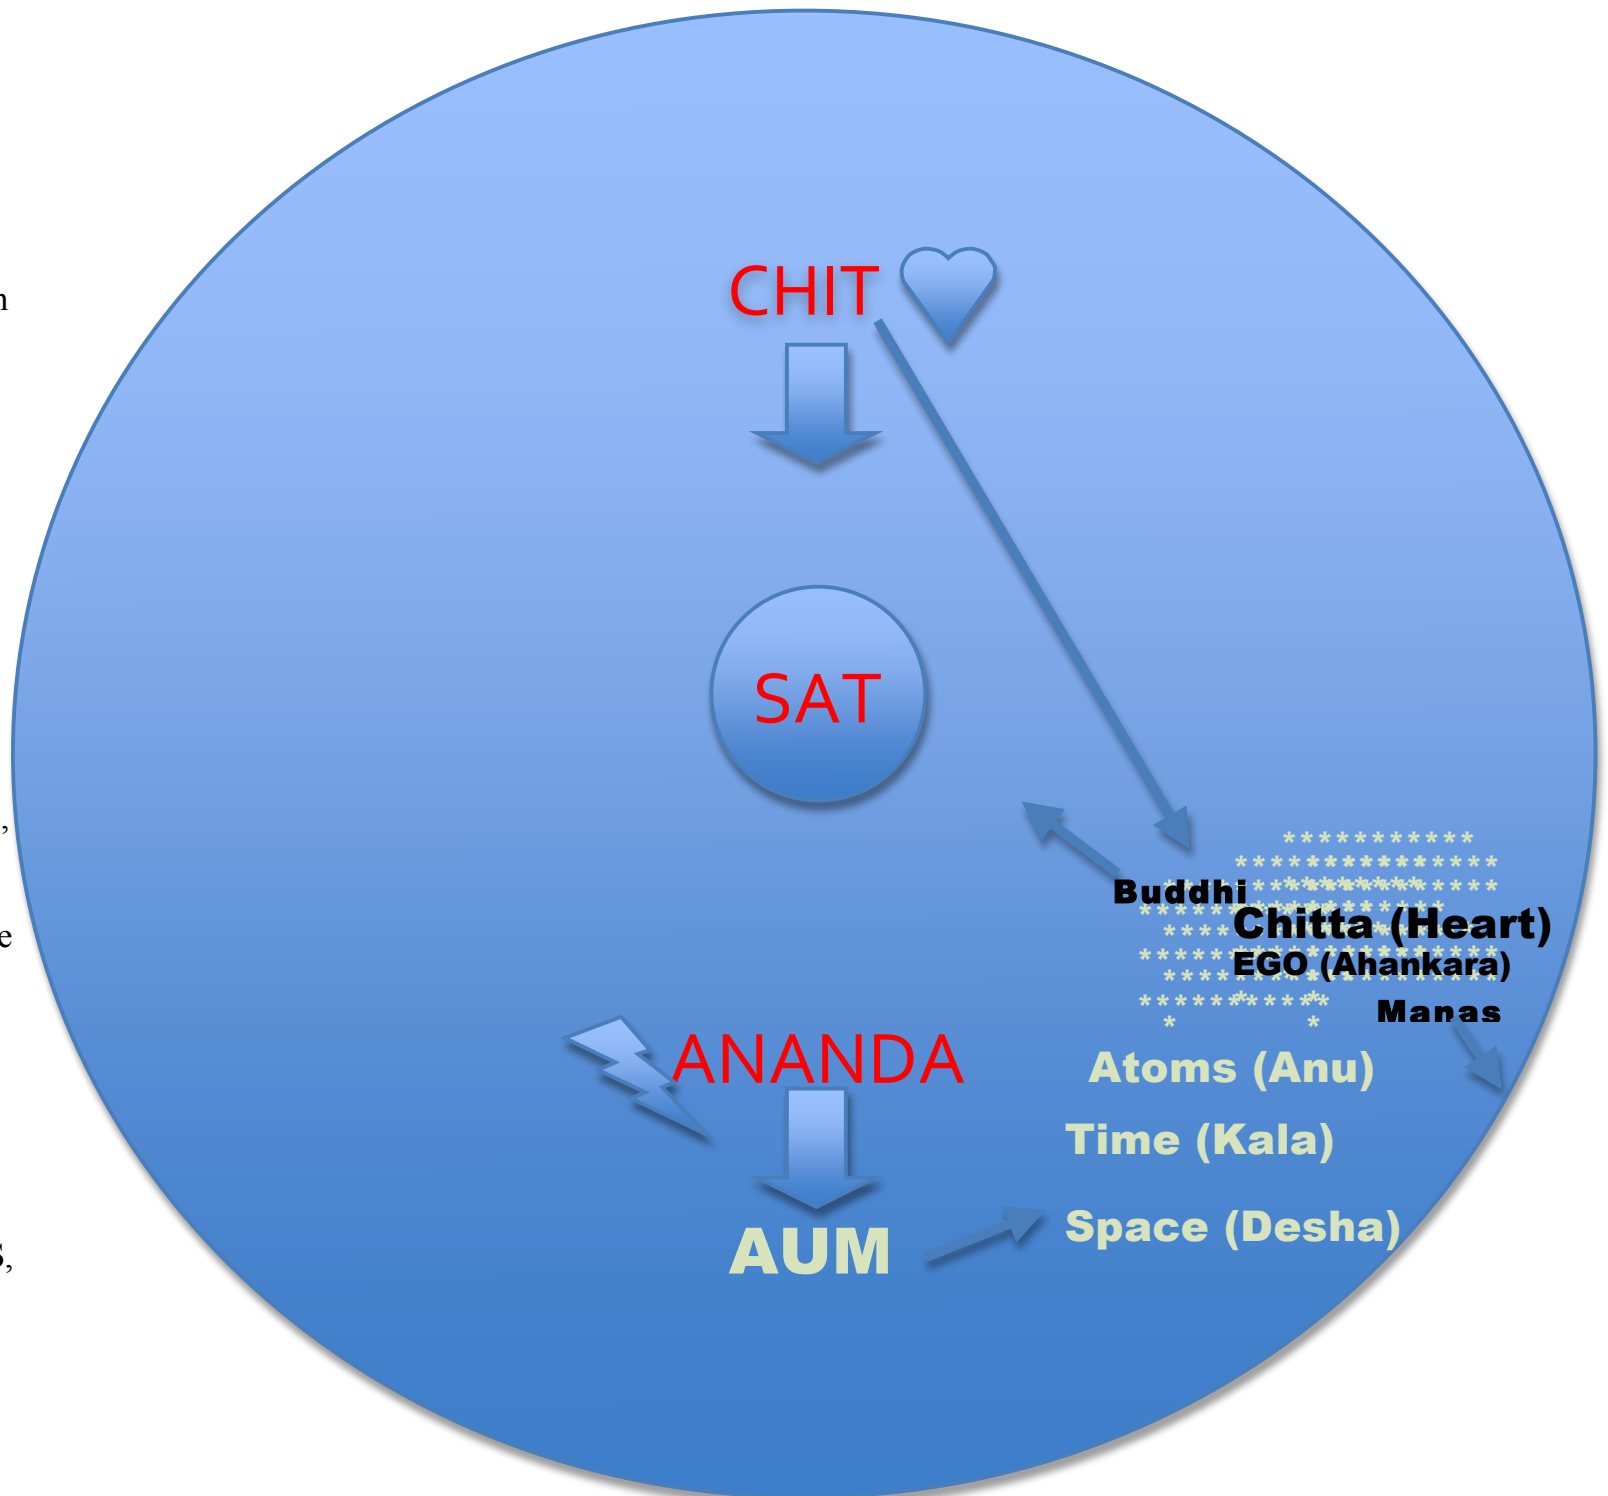 n
CHIT
SAT
,
***********
Buddhi
e
Chitta (Heart)
EGO (Ahankara)
Manas
ANANDA
Atoms (Anu)
Time (Kala)
Space (Desha)
AUM
S,